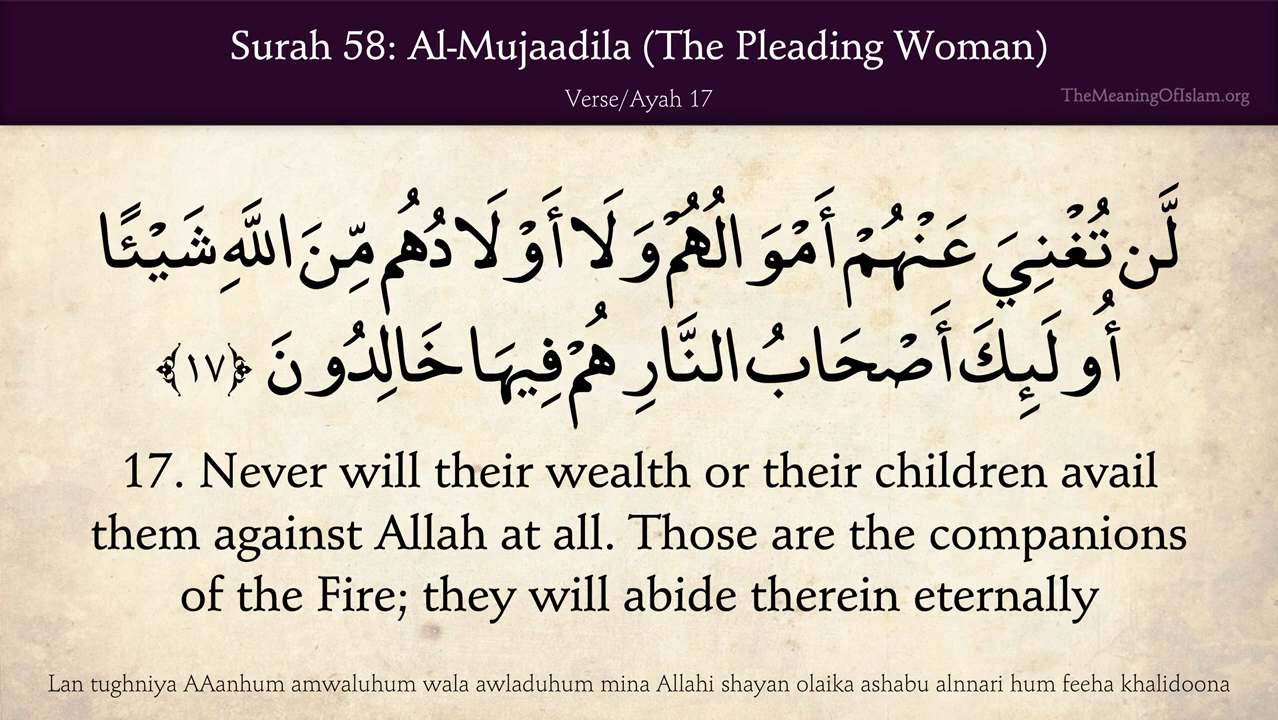 Surah 58: Al-Mujaadila (The Pleading Woman)
Verse/Ayah 17
TheMeaningOfIslam.org
لَّن تُغْنِيَ عَنْهُمْ أَمْوَالُهُمْ وَلَا أَوْلَادُهُم مِّنَ اللَّهِ شَيْئًا
أُولَٰئِكَ أَصْحَابُ النَّارِ هُمْ فِيهَا خَالِدُونَ ﴿١٧﴾
17. Never will their wealth or their children avail
them against Allah at all. Those are the companions
of the Fire; they will abide therein eternally
Lan tughniya AAanhum amwaluhum wala awladuhum mina Allahi shayan olaika ashabu alnnari hum feeha khalidoona